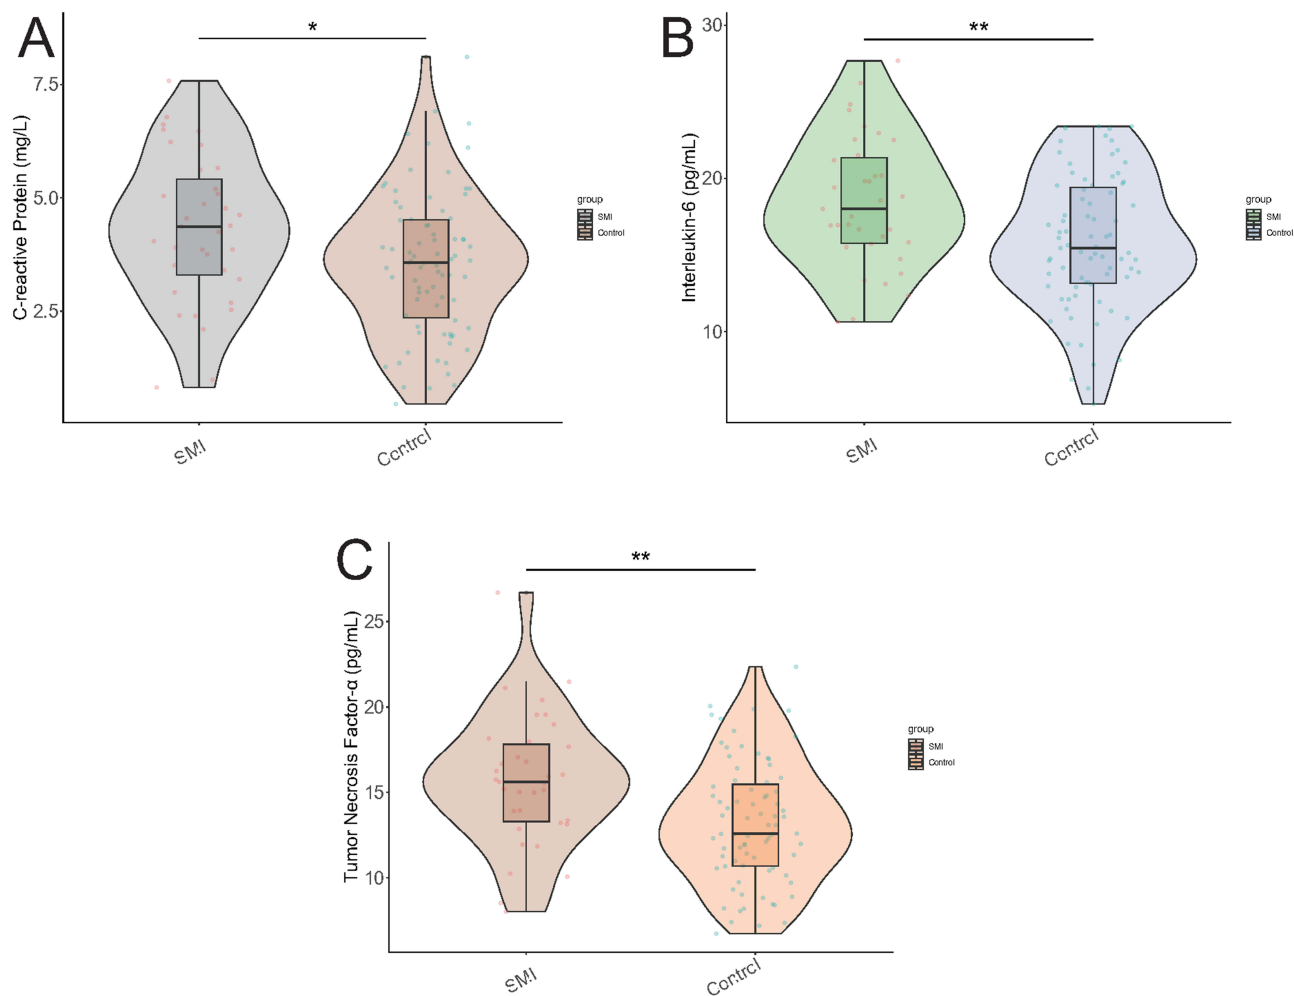 A
*
7.5
5.0
2.5
C-reactive Protein (mg/L)
SMI
Control
group
SMI
Control
B
**
30
20
10
Interleukin-6 (pg/mL)
SMI
Control
group
SMI
Control
C
**
25
20
15
10
Tumor Necrosis Factor-α (pg/mL)
SMI
Control
group
SMI
Control